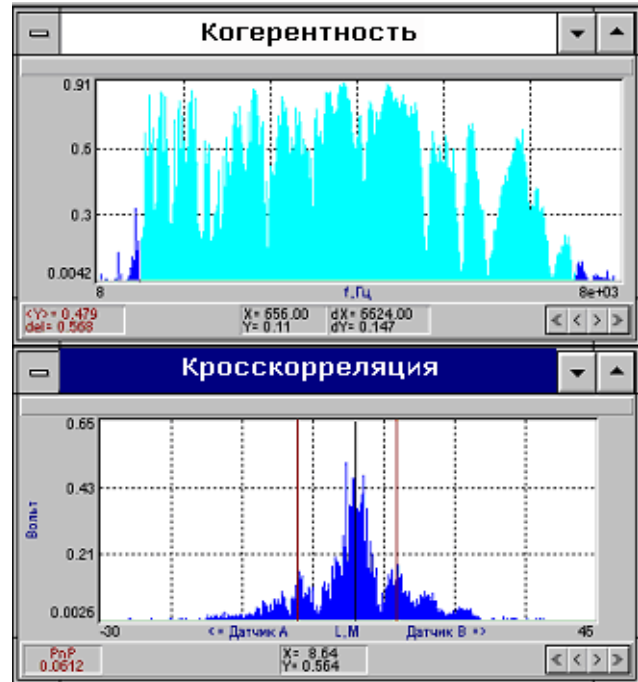 Когерентность
0.91
0.6
0.3
0.0042
8 f,Гц 8e+03
<Y>= 0.479
del= 0.568
X= 556.00 dX= 6624.00
Y= 0.11 dY= 0.147
Кросскорреляция
0.65
0.43
Вольт
0.21
0.0026
-30 <= Датчик A L,M Датчик B => 45
PnP
0.0612
X= 8.64
Y= 0.564